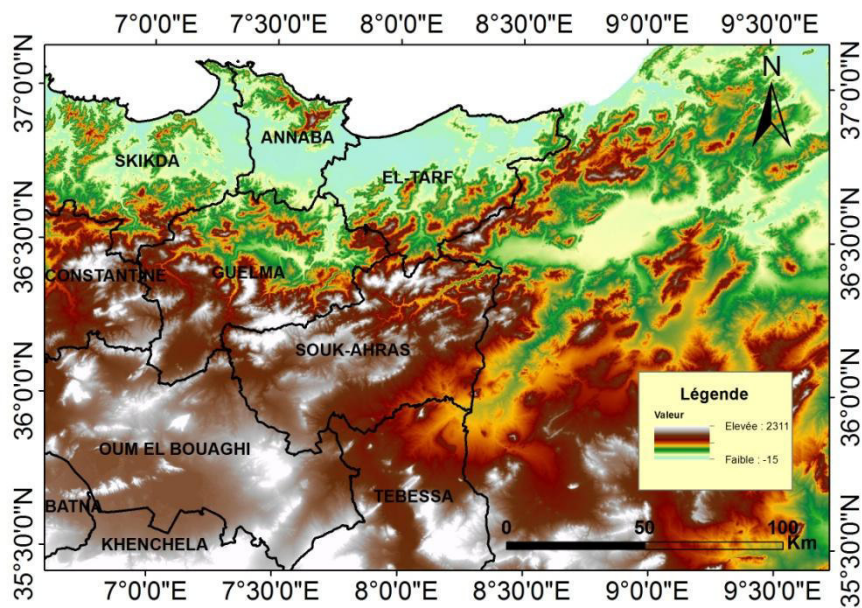 7°0'0"E 7°30'0"E 8°0'0"E 8°30'0"E 9°0'0"E 9°30'0"E
37°0'0"N
36°30'0"N
36°0'0"N
35°30'0"N
N
ANNABA
SKIKDA
EL-TARF
CONSTANTINE
GUELMA
SOUK-AHRAS
OUM EL BOUAGHI
BATNA
TEBESSA
KHENCHELA
Légende
Valeur
Elevée : 2311
Faible : -15
0 50 100
Km
37°0'0"N
36°30'0"N
36°0'0"N
35°30'0"N
7°0'0"E 7°30'0"E 8°0'0"E 8°30'0"E 9°0'0"E 9°30'0"E